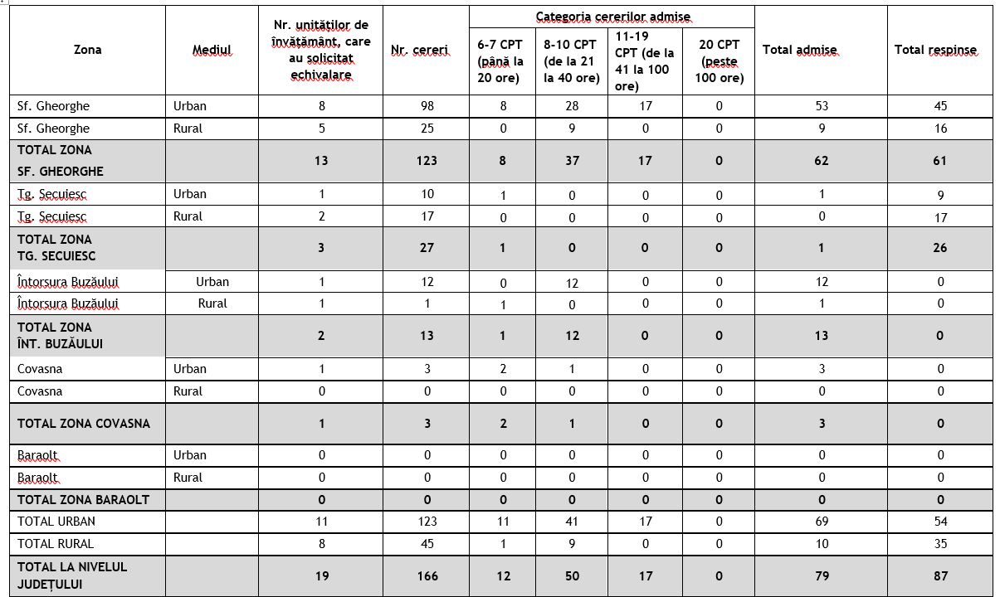 Zona Mediul Nr. unităților de învățământ, care au solicitat echivalare Nr. cereri Categoria cererilor admise Total admise Total respinse
6-7 CPT (până la 20 ore) 8-10 CPT (de la 21 la 40 ore) 11-19 CPT (de la 41 la 100 ore) 20 CPT (peste 100 ore)
Sf. Gheorghe Urban 8 98 8 28 17 0 53 45
Sf. Gheorghe Rural 5 25 0 9 0 0 9 16
TOTAL ZONA SF. GHEORGHE 13 123 8 37 17 0 62 61
Tg. Secuiesc Urban 1 10 1 0 0 0 1 9
Tg. Secuiesc Rural 2 17 0 0 0 0 0 17
TOTAL ZONA TG. SECUIESC 3 27 1 0 0 0 1 26
Întorsura Buzăului Urban 1 12 0 12 0 0 12 0
Întorsura Buzăului Rural 1 1 1 0 0 0 1 0
TOTAL ZONA ÎNT. BUZĂULUI 2 13 1 12 0 0 13 0
Covasna Urban 1 3 2 1 0 0 3 0
Covasna Rural 0 0 0 0 0 0 0 0
TOTAL ZONA COVASNA 1 3 2 1 0 0 3 0
Baraolt Urban 0 0 0 0 0 0 0 0
Baraolt Rural 0 0 0 0 0 0 0 0
TOTAL ZONA BARAOLT 0 0 0 0 0 0 0 0
TOTAL URBAN 11 123 11 41 17 0 69 54
TOTAL RURAL 8 45 1 9 0 0 10 35
TOTAL LA NIVELUL JUDEȚULUI 19 166 12 50 17 0 79 87